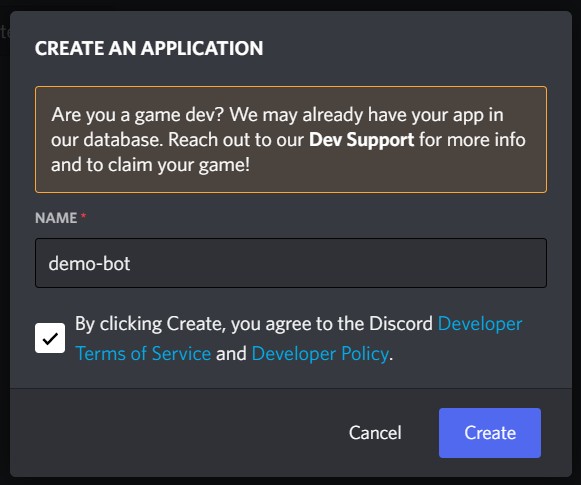 CREATE AN APPLICATION
Are you a game dev? We may already have your app in
our database. Reach out to our Dev Support for more info
and to claim your game!
NAME *
demo-bot
By clicking Create, you agree to the Discord Developer
Terms of Service and Developer Policy.
Cancel
Create